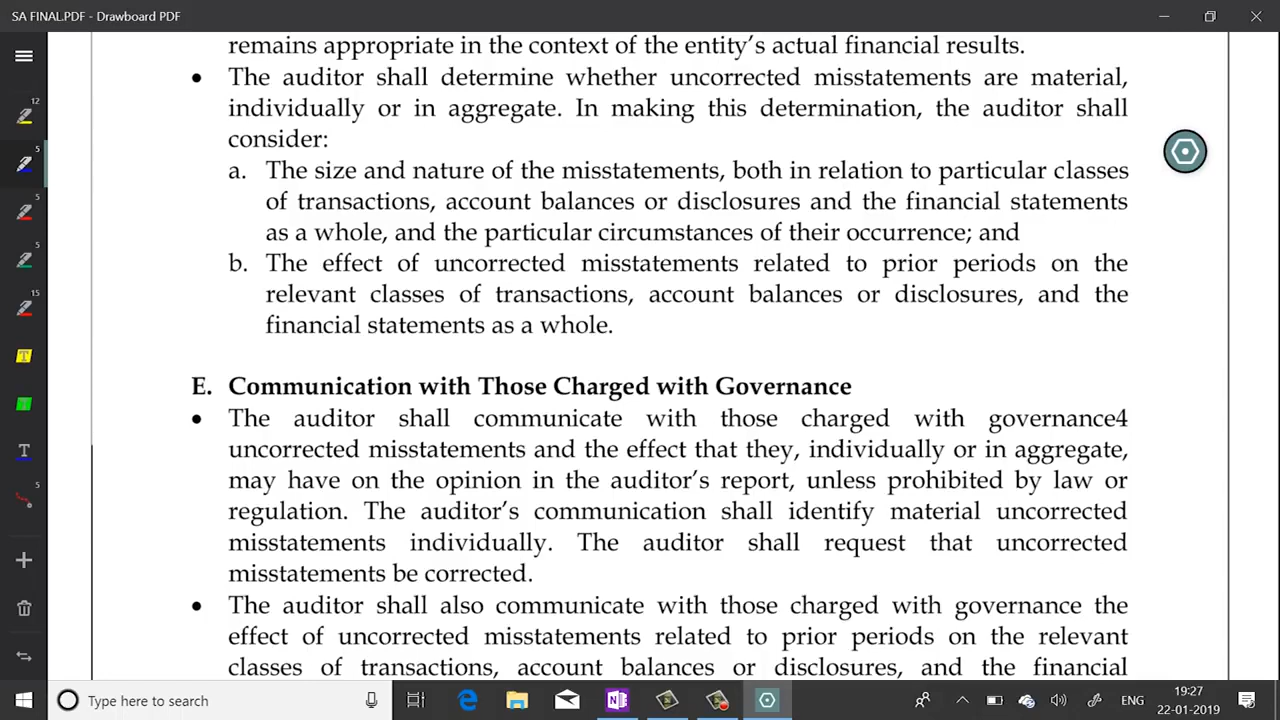 SA FINAL.PDF - Drawboard PDF
remains appropriate in the context of the entity's actual financial results.
• The auditor shall determine whether uncorrected misstatements are material,
individually or in aggregate. In making this determination, the auditor shall
consider:
a. The size and nature of the misstatements, both in relation to particular classes
of transactions, account balances or disclosures and the financial statements
as a whole, and the particular circumstances of their occurrence; and
b. The effect of uncorrected misstatements related to prior periods on the
relevant classes of transactions, account balances or disclosures, and the
financial statements as a whole.
E. Communication with Those Charged with Governance
• The auditor shall communicate with those charged with governance4
uncorrected misstatements and the effect that they, individually or in aggregate,
may have on the opinion in the auditor's report, unless prohibited by law or
regulation. The auditor's communication shall identify material uncorrected
misstatements individually. The auditor shall request that uncorrected
misstatements be corrected.
• The auditor shall also communicate with those charged with governance the
effect of uncorrected misstatements related to prior periods on the relevant
classes of transactions, account balances or disclosures, and the financial
12
5
5
5
15
T
T
5
Type here to search
N
ENG
19:27
22-01-2019